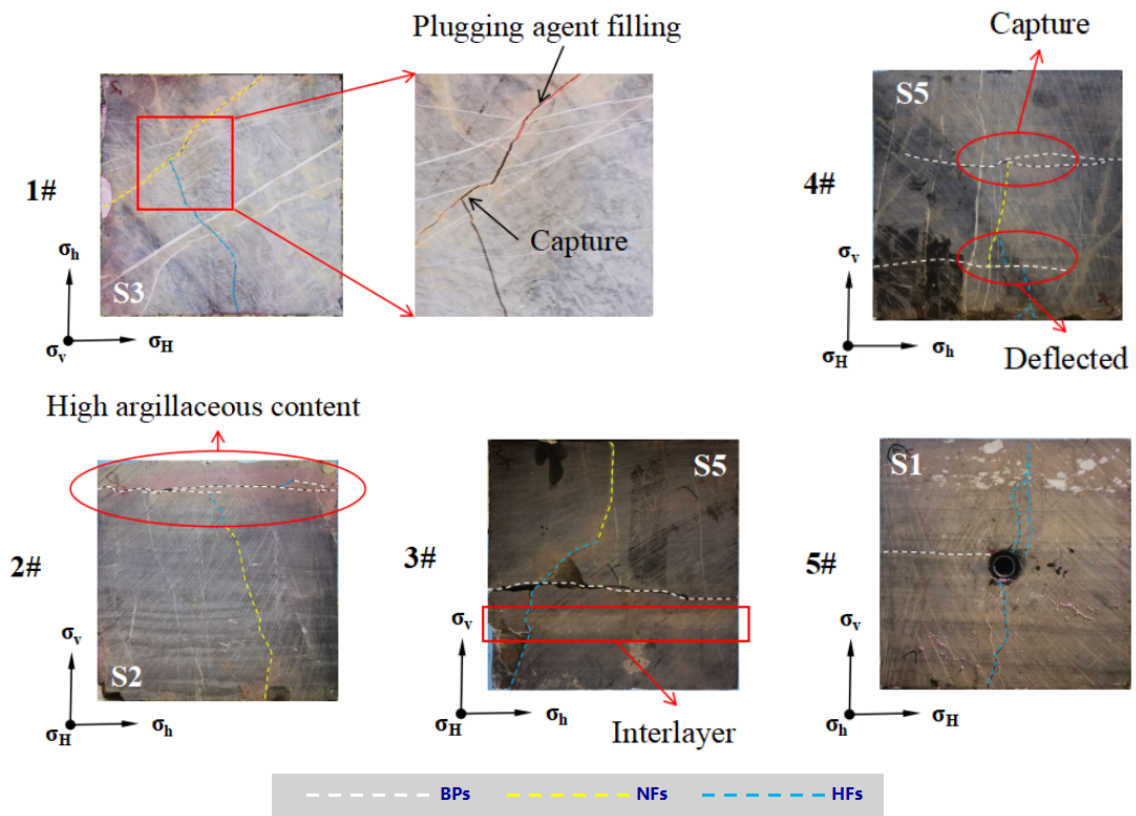 Plugging agent filling
Capture
1#
S3
Capture
σh
σv
σH
4#
S5
Deflected
σv
σH
σh
High argillaceous content
2#
S2
σv
σH
σh
3#
S5
Interlayer
σv
σH
σh
5#
S1
σv
σh
σH
BPs
NFs
HFs